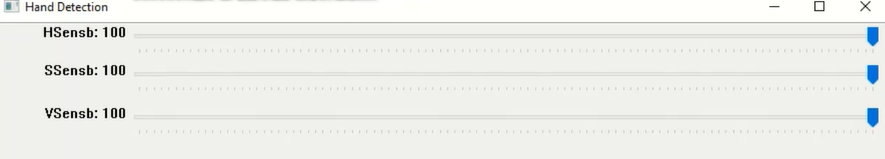 Hand Detection
HSensb: 100
SSensb: 100
VSensb: 100